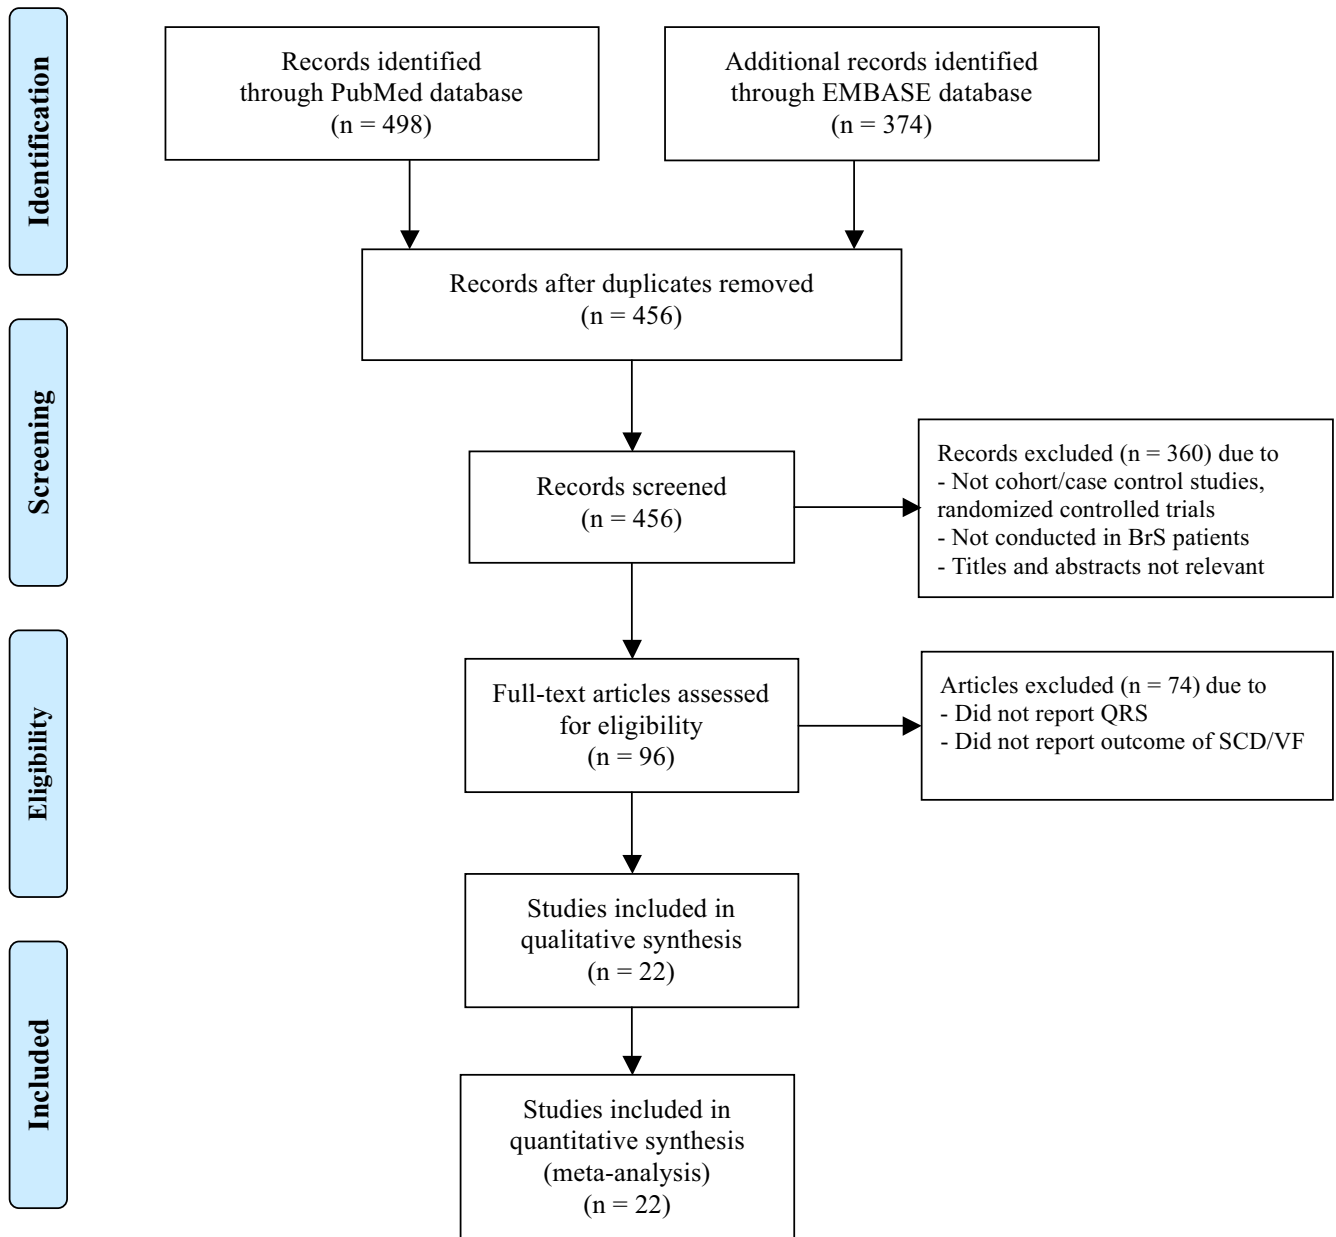 Identification
Records identified
through PubMed database
(n = 498)
Additional records identified
through EMBASE database
(n = 374)
Records after duplicates removed
(n = 456)
Screening
Records screened
(n = 456)
Records excluded (n = 360) due to
- Not cohort/case control studies,
randomized controlled trials
- Not conducted in BrS patients
- Titles and abstracts not relevant
Eligibility
Full-text articles assessed
for eligibility
(n = 96)
Articles excluded (n = 74) due to
- Did not report QRS
- Did not report outcome of SCD/VF
Studies included in
qualitative synthesis
(n = 22)
Included
Studies included in
quantitative synthesis
(meta-analysis)
(n = 22)